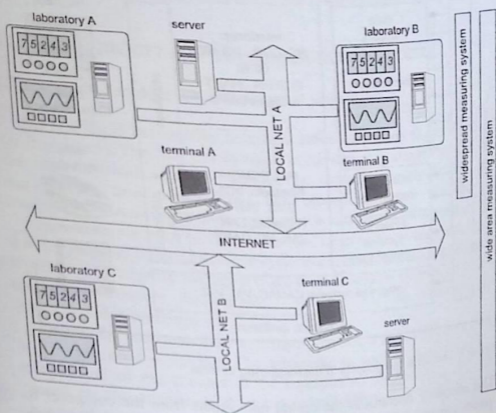 laboratory A
server
laboratory B
75243
75243
terminal A
terminal B
LOCAL NET A
widespread measuring system
wide area measuring system
INTERNET
laboratory C
75243
LOCAL NET B
terminal C
server